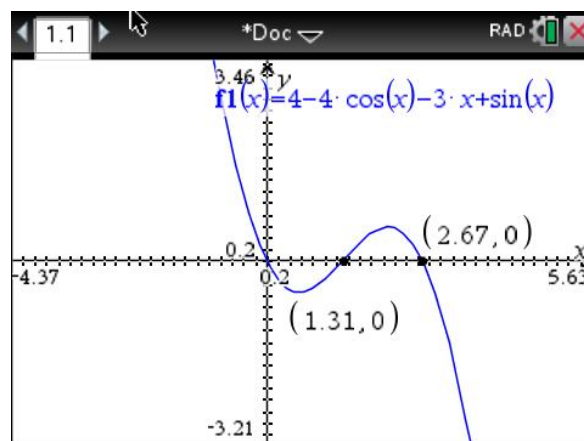 1.1 *Doc RAD
3.46 y
f1(x)=4-4· cos(x)-3· x+sin(x)
(2.67,0)
0.2 x
-4.37 0.2 5.63
(1.31,0)
-3.21